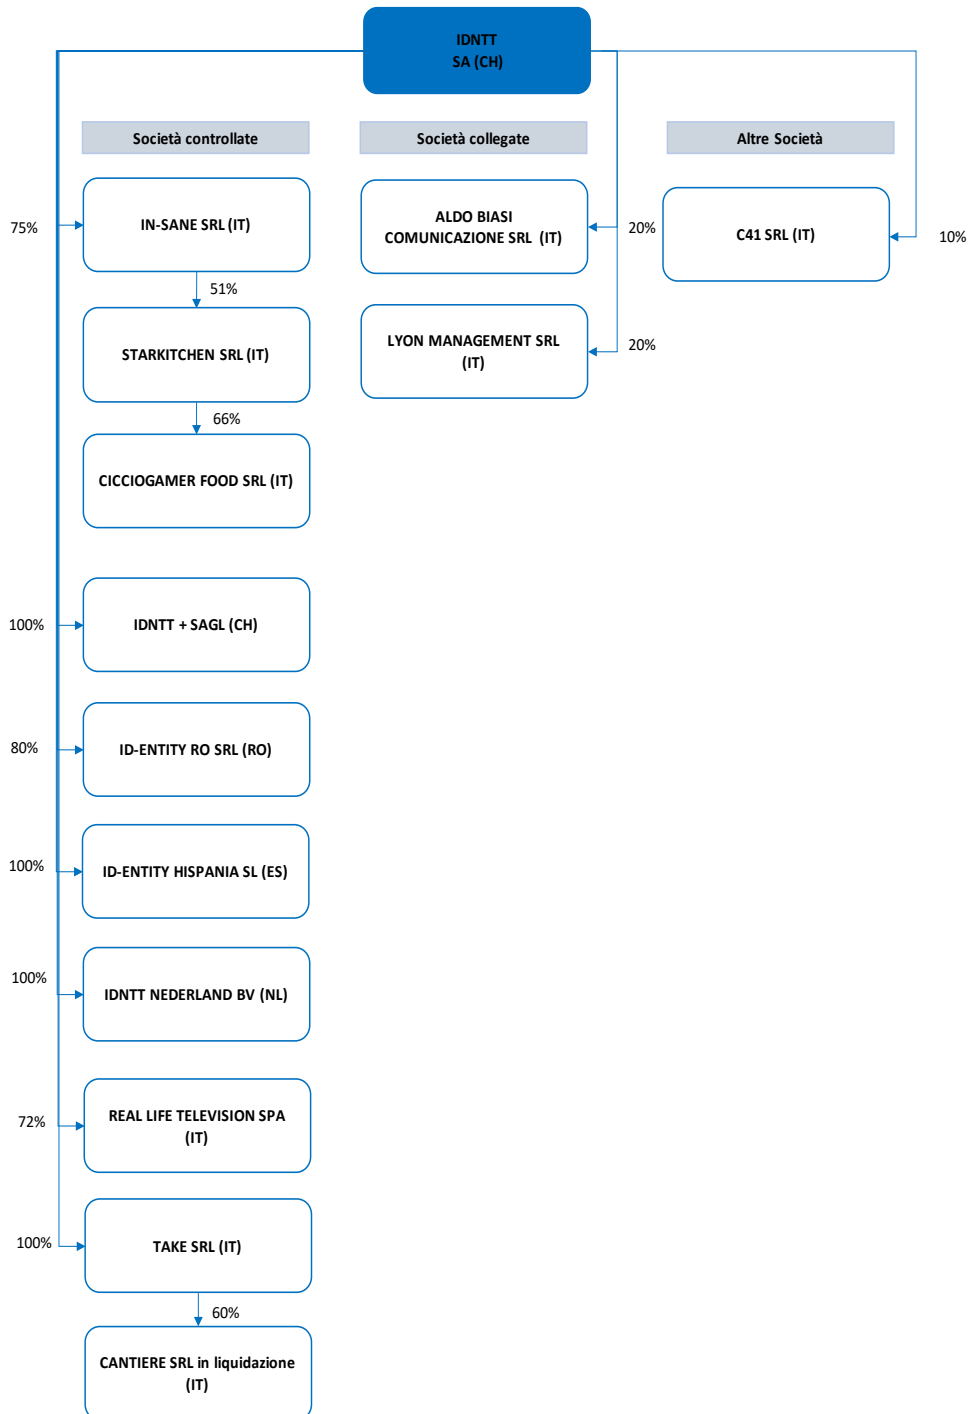 IDNTT
SA (CH)
Società controllate
Società collegate
Altre Società
75%
IN-SANE SRL (IT)
ALDO BIASI
COMUNICAZIONE SRL (IT)
20%
C41 SRL (IT)
10%
51%
STARKITCHEN SRL (IT)
LYON MANAGEMENT SRL
(IT)
20%
66%
CICCIOGAMER FOOD SRL (IT)
100%
IDNTT + SAGL (CH)
80%
ID-ENTITY RO SRL (RO)
100%
ID-ENTITY HISPANIA SL (ES)
100%
IDNTT NEDERLAND BV (NL)
72%
REAL LIFE TELEVISION SPA
(IT)
100%
TAKE SRL (IT)
60%
CANTIERE SRL in liquidazione
(IT)